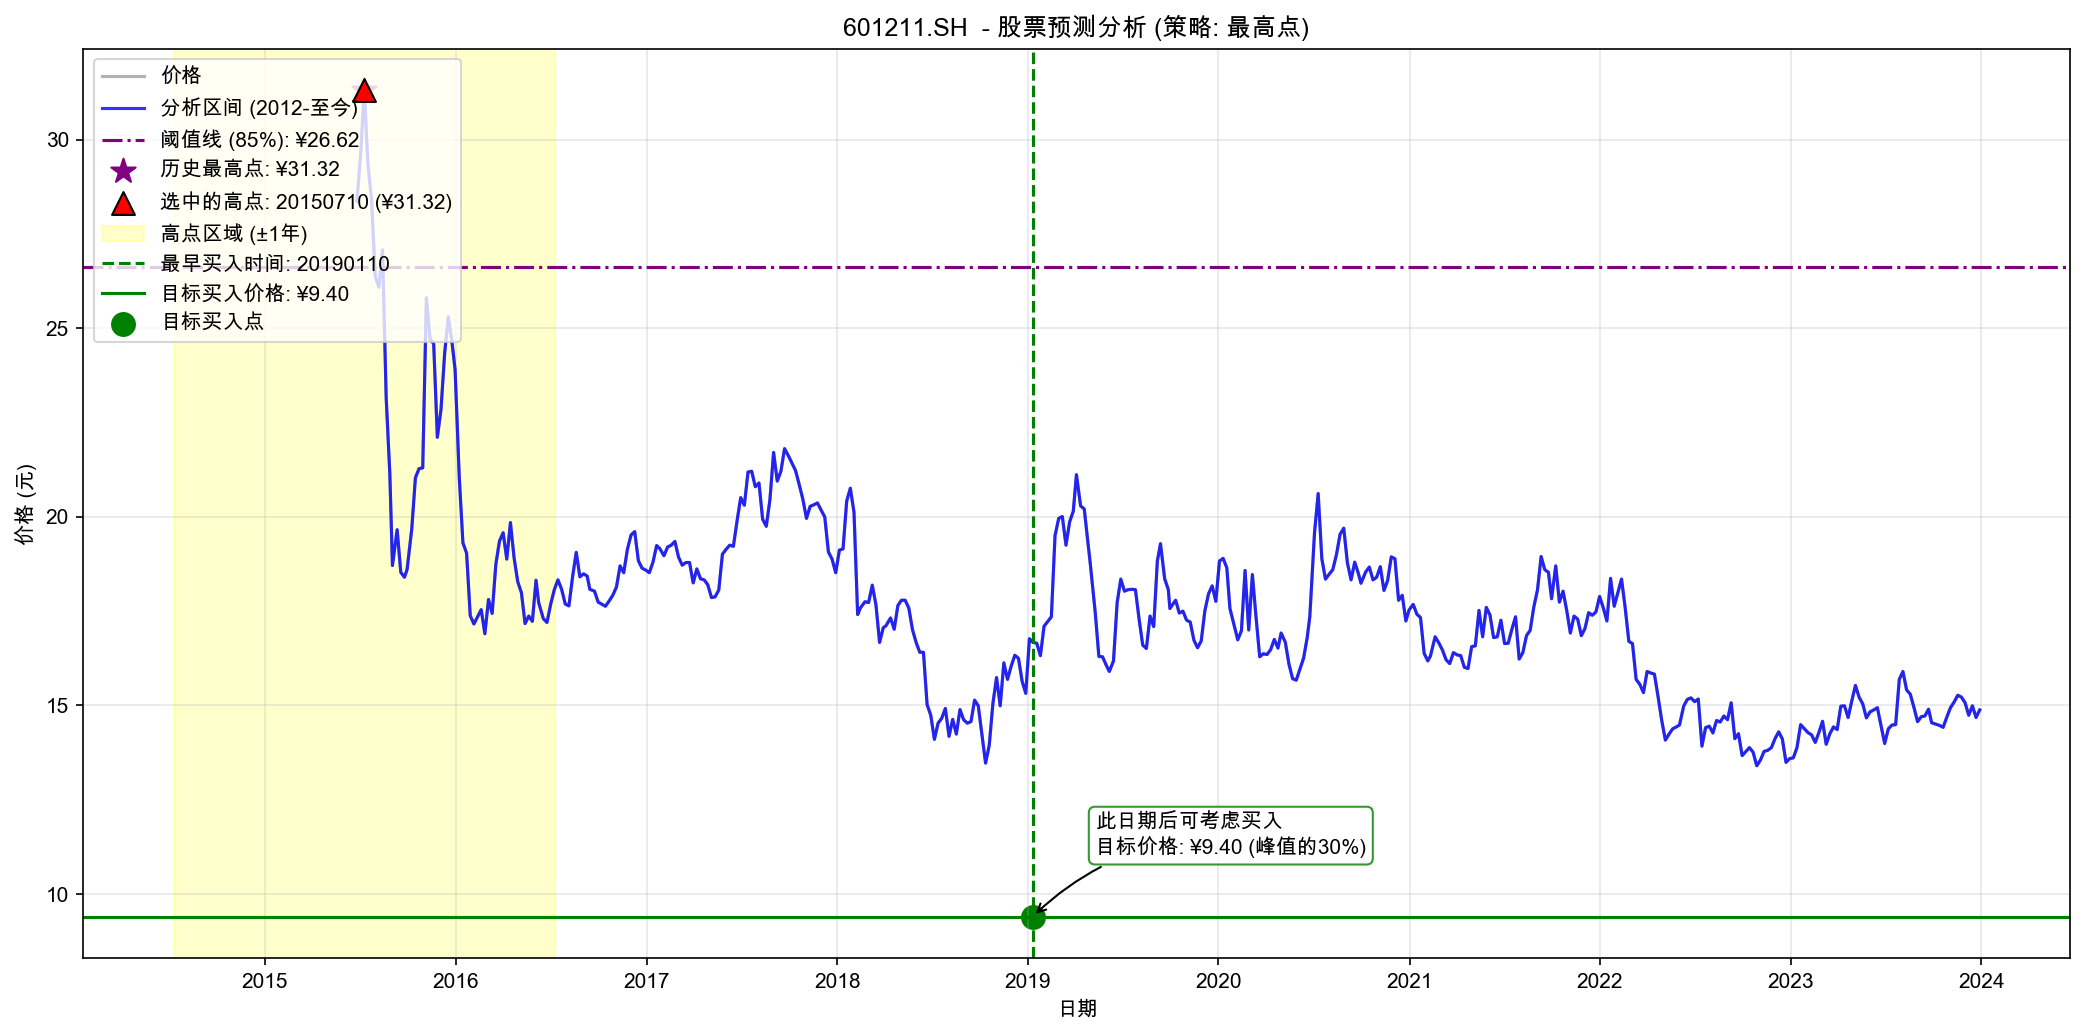 601211.SH - 股票预测分析 (策略: 最高点)
价格
分析区间 (2012-至今)
阈值线 (85%): ¥26.62
历史最高点: ¥31.32
选中的高点: 20150710 (¥31.32)
高点区域 (±1年)
最早买入时间: 20190110
目标买入价格: ¥9.40
目标买入点
价格 (元)
30
25
20
15
10
此日期后可考虑买入
目标价格: ¥9.40 (峰值的30%)
2015
2016
2017
2018
2019
2020
2021
2022
2023
2024
日期